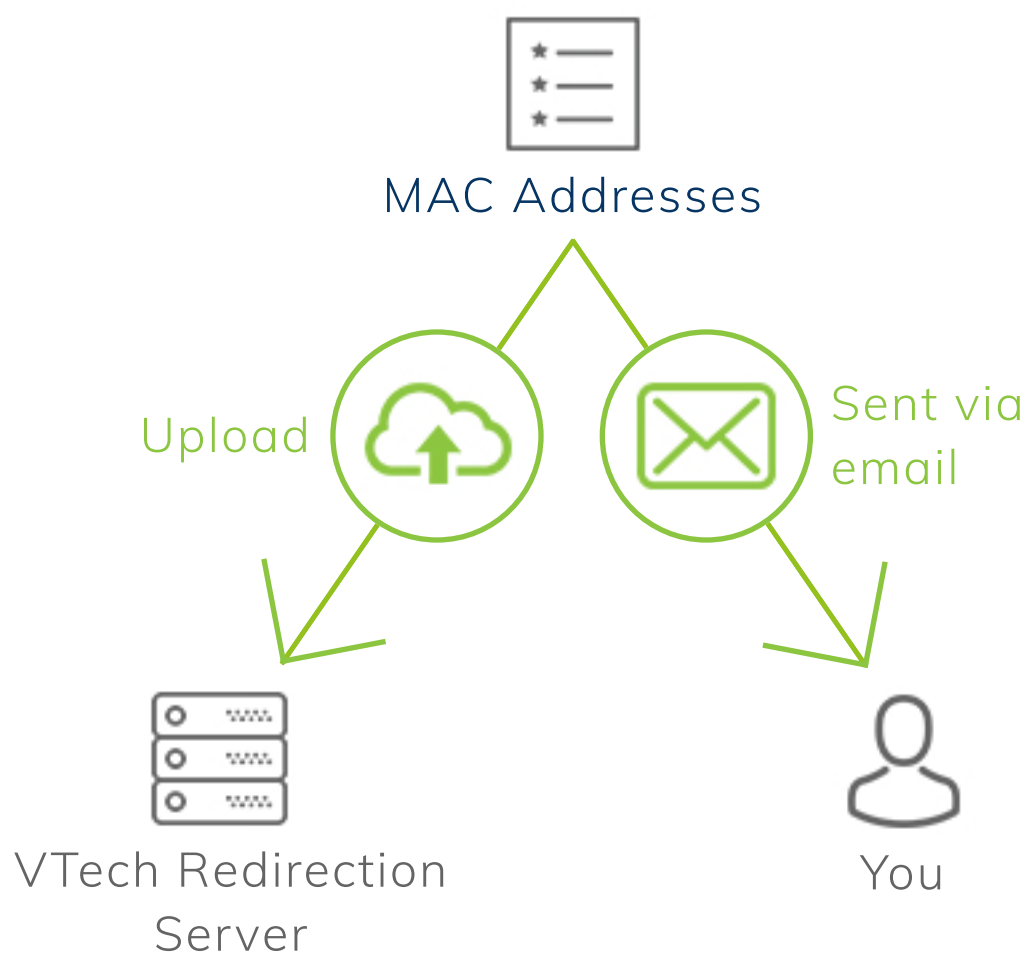 MAC Addresses
Upload
Sent via
email
VTech Redirection
Server
You